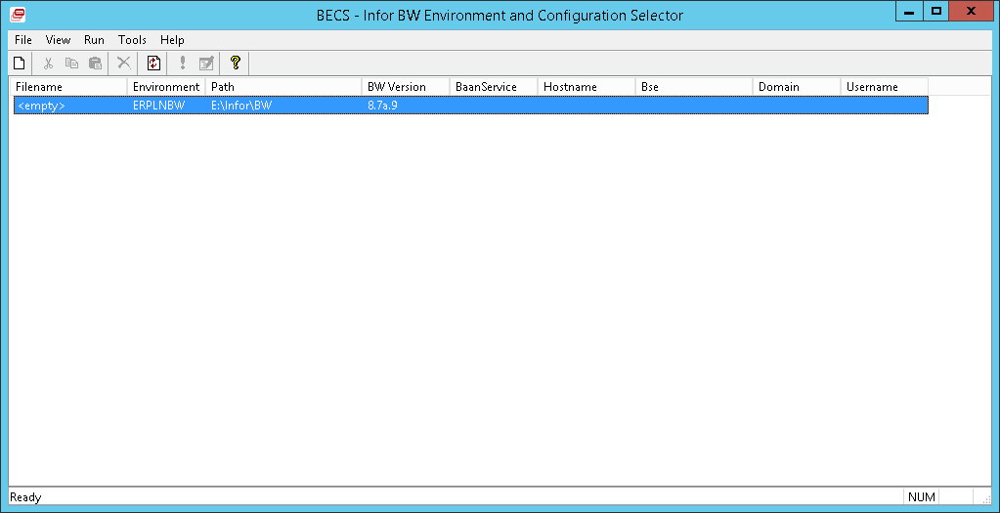 BECS - Infor BW Environment and Configuration Selector
File View Run Tools Help
Filename Environment Path BW Version BaanService Hostname Bse Domain Username
<empty> ERPLNBW E:\Infor\BW 8.7a.9
Ready NUM